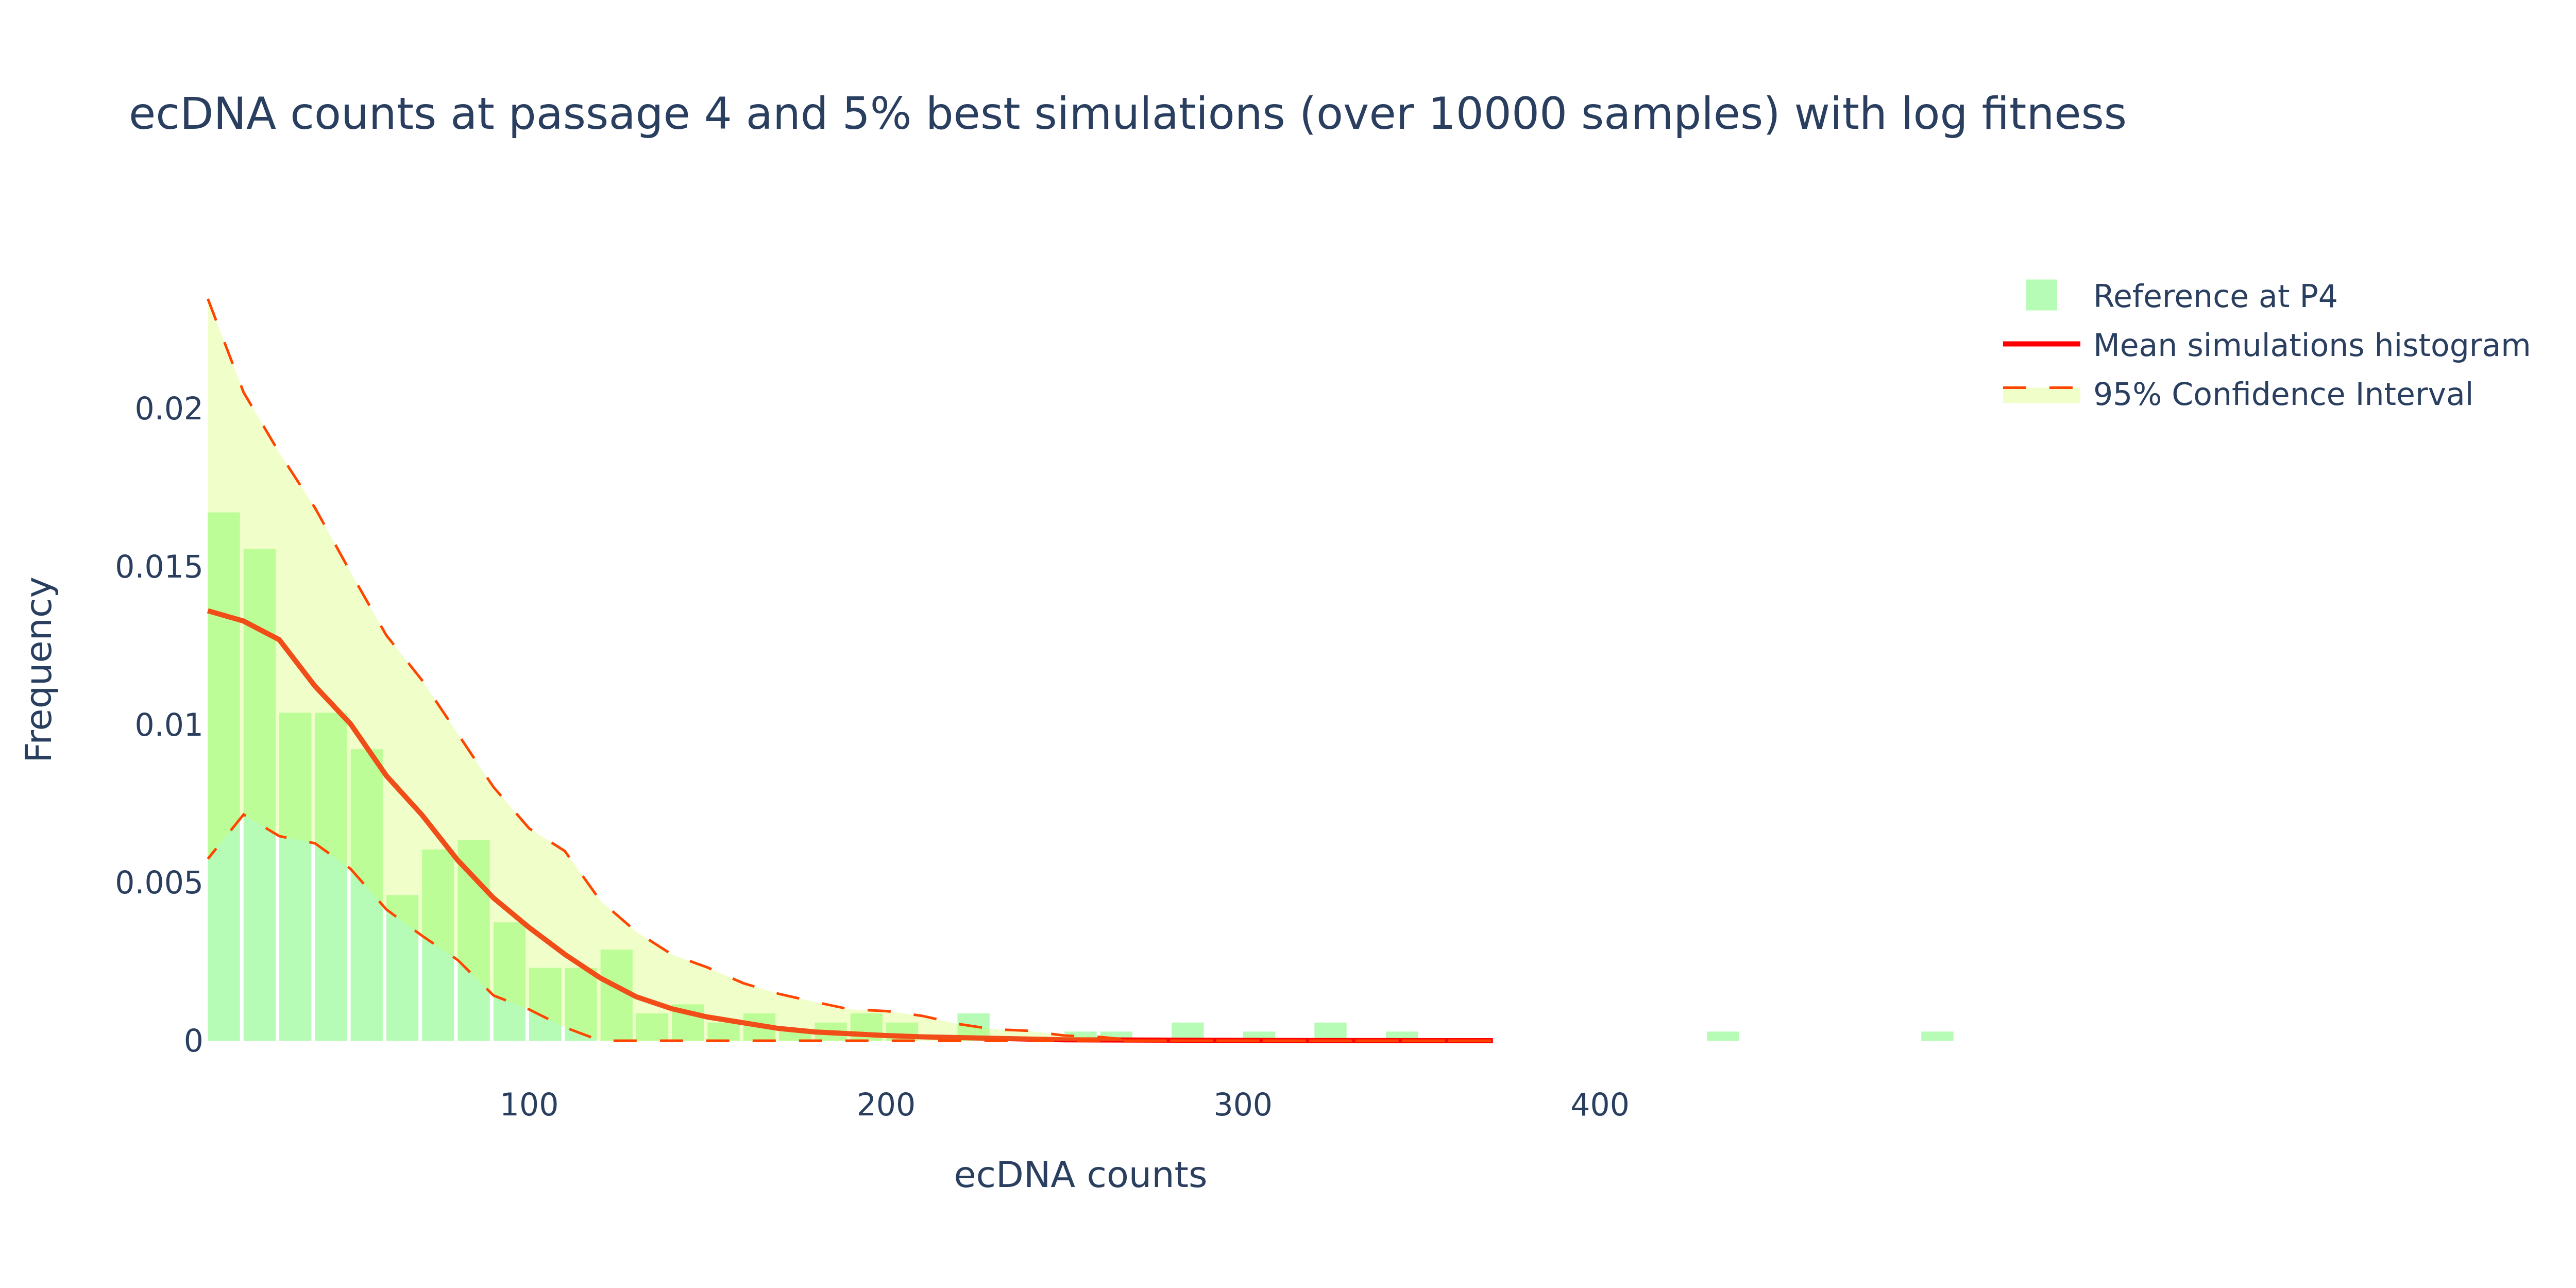 ecDNA counts at passage 4 and 5% best simulations (over 10000 samples) with log fitness
Reference at P4
Mean simulations histogram
95% Confidence Interval
0.02
0.015
0.01
0.005
0
Frequency
100
200
300
400
ecDNA counts